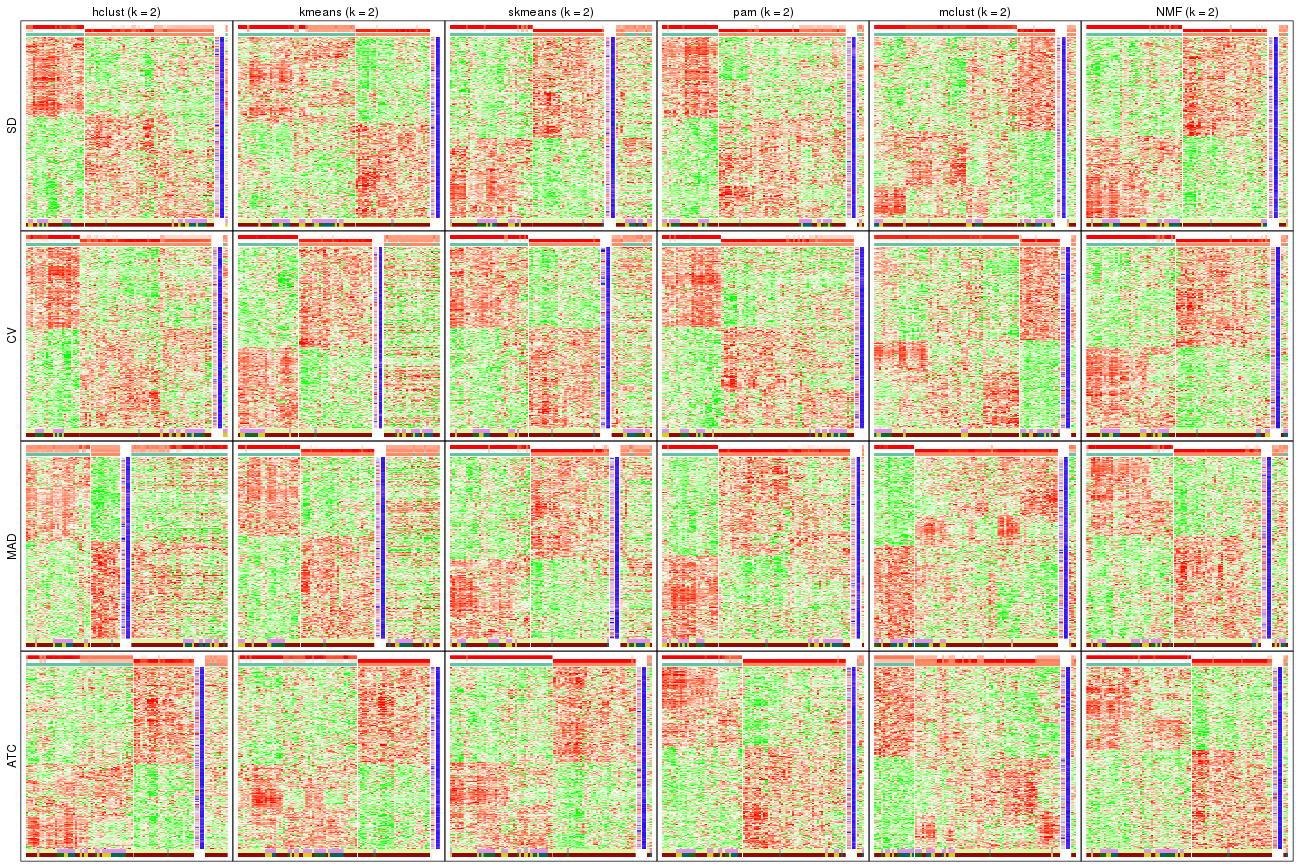 hclust (k = 2) kmeans (k = 2) skmeans (k = 2) pam (k = 2) mclust (k = 2) NMF (k = 2)
SD
CV
MAD
ATC